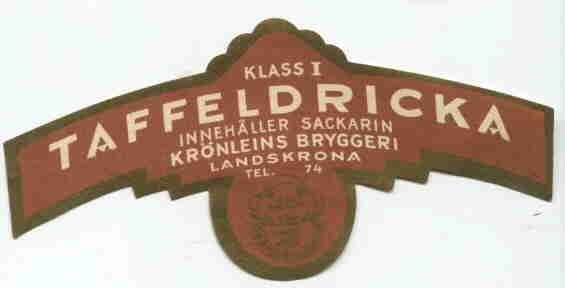 KLASS I
TAFFELDRICKA
INNEHÅLLER SACKARIN
KRÖNLEINS BRYGGERI
LANDSKRONA
TEL. 74